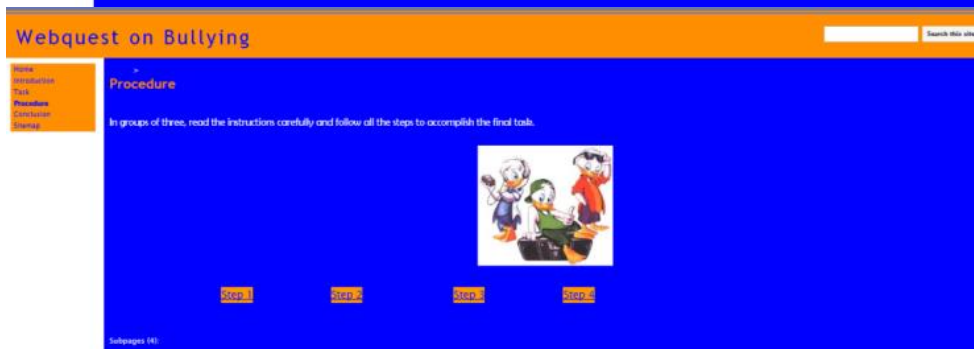 Webquest on Bullying
Search this site
Home
Introduction
Task
Procedure
Conclusion
Sitemap
>
Procedure
In groups of three, read the instructions carefully and follow all the steps to accomplish the final task.
Step 1 Step 2 Step 3 Step 4
Subpages (4):